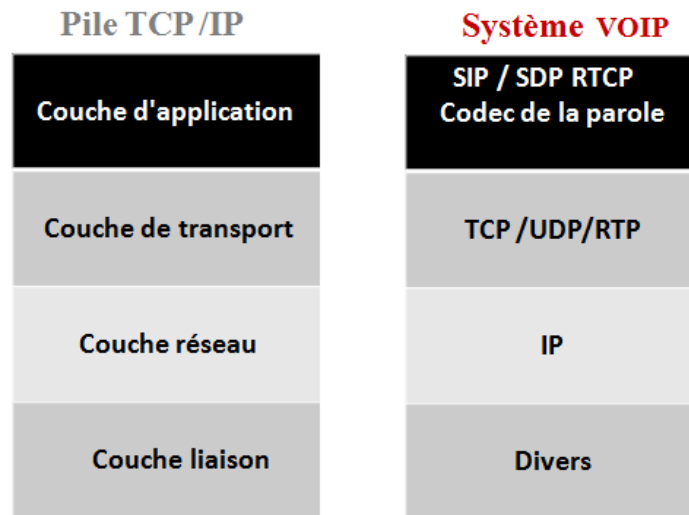 Pile TCP/IP
Couche d'application
Couche de transport
Couche réseau
Couche liaison
Système VOIP
SIP / SDP RTCP
Codec de la parole
TCP /UDP/RTP
IP
Divers